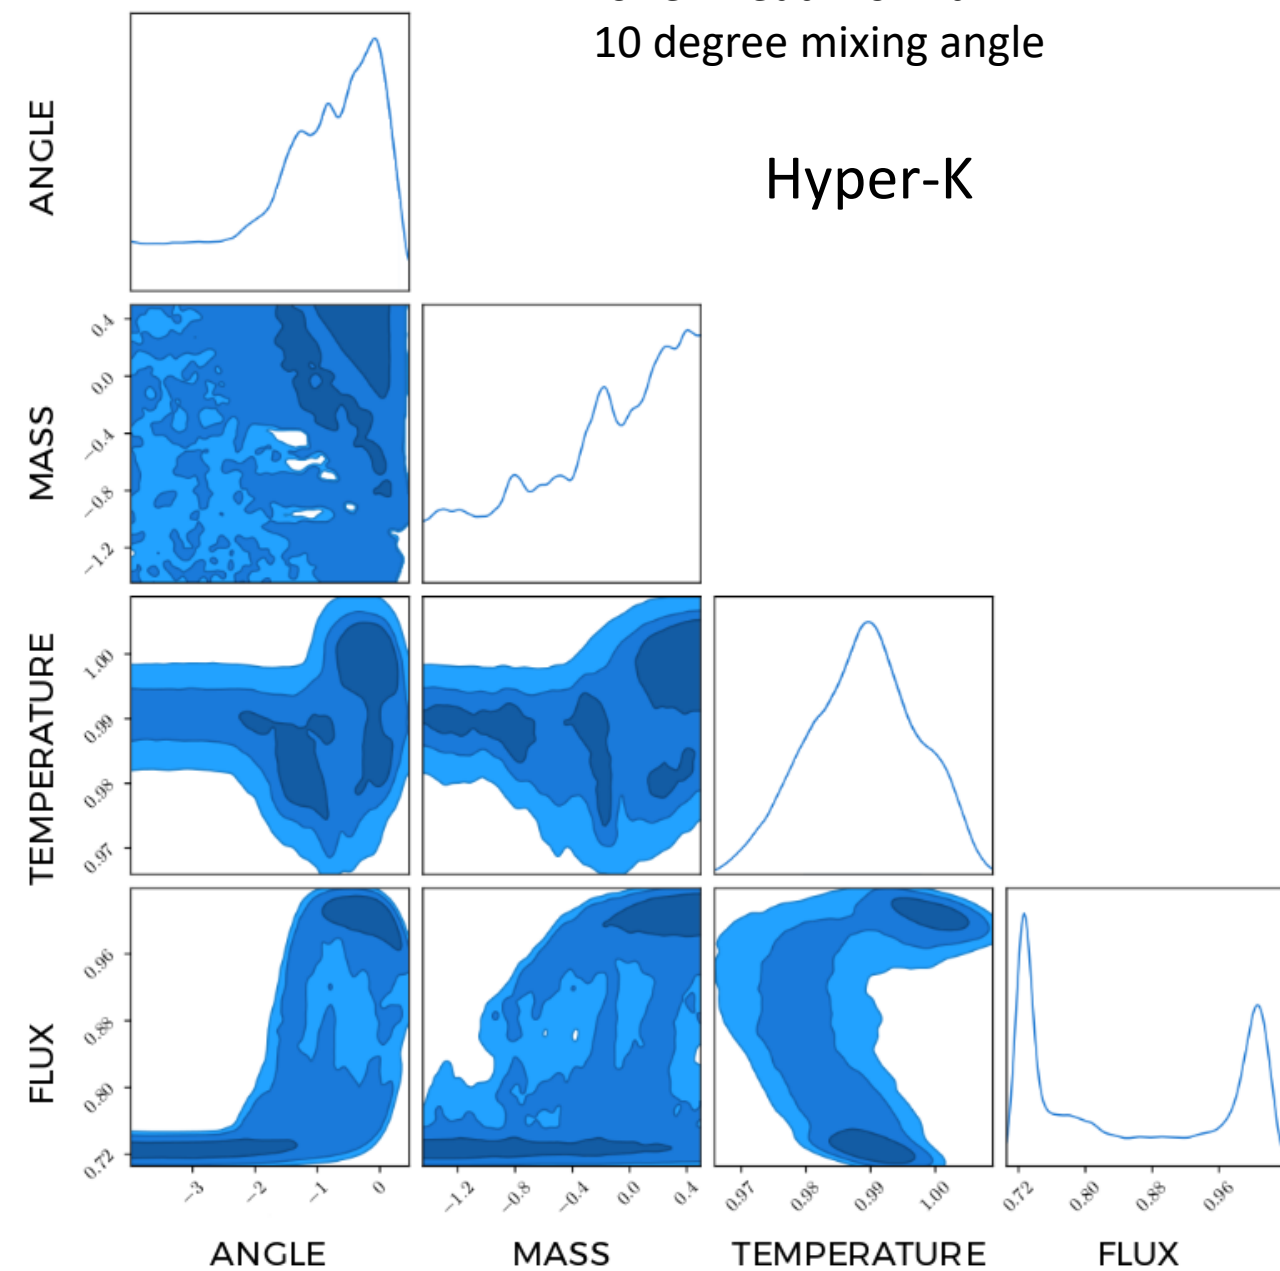 10 degree mixing angle
Hyper-K
ANGLE
MASS
0.4
0.0
−0.4
−0.8
−1.2
TEMPERATURE
1.00
0.99
0.98
0.97
FLUX
0.96
0.88
0.80
0.72
−3 −2 −1 0
−1.2 −0.8 −0.4 0.0 0.4
0.97 0.98 0.99 1.00
0.72 0.80 0.88 0.96
ANGLE MASS TEMPERATURE FLUX